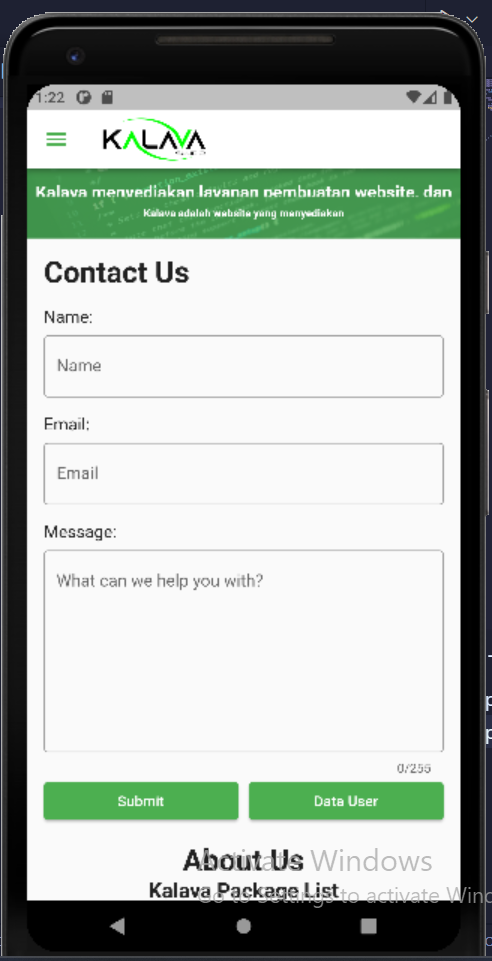 1:22
KALAVA
Kalava menyediakan layanan pembuatan website, dan
Kalava adalah website yang menyediakan
Contact Us
Name:
Name
Email:
Email
Message:
What can we help you with?
0/255
Submit
Data User
About Us
Activate Windows
Kalava Package List
Go to Settings to activate Wind